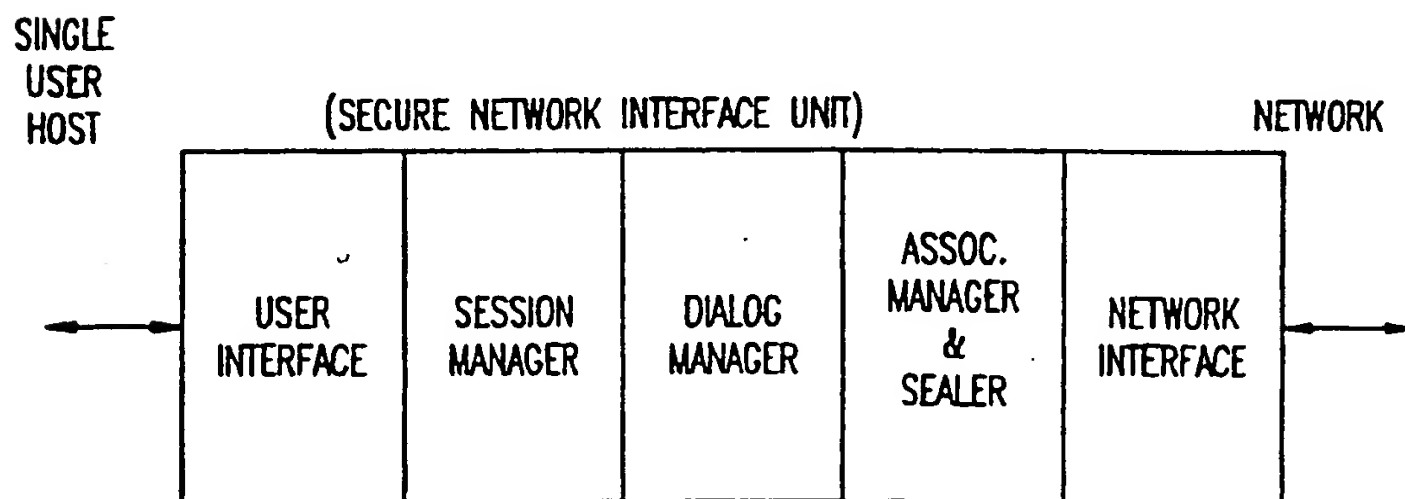 SINGLE
USER
HOST
(SECURE NETWORK INTERFACE UNIT)
NETWORK
USER
INTERFACE
SESSION
MANAGER
DIALOG
MANAGER
ASSOC.
MANAGER
&
SEALER
NETWORK
INTERFACE